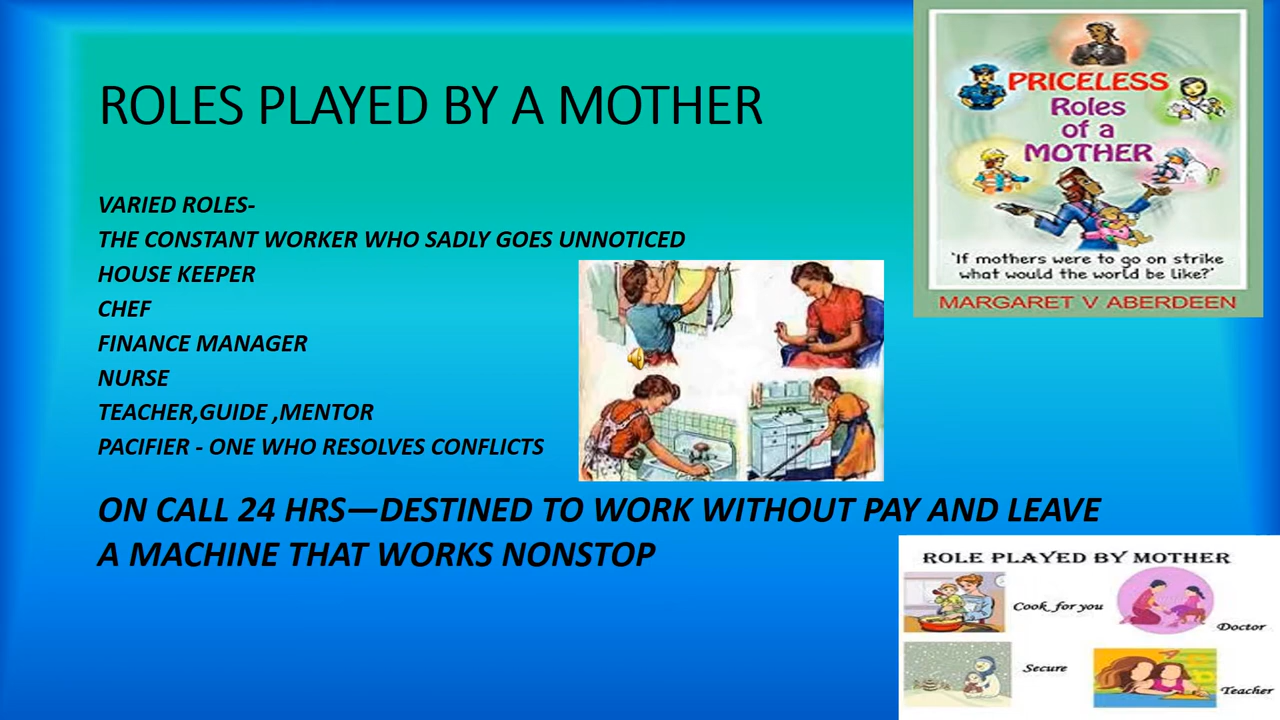 ROLES PLAYED BY A MOTHER
VARIED ROLES-
THE CONSTANT WORKER WHO SADLY GOES UNNOTICED
HOUSE KEEPER
CHEF
FINANCE MANAGER
NURSE
TEACHER,GUIDE ,MENTOR
PACIFIER - ONE WHO RESOLVES CONFLICTS
ON CALL 24 HRS—DESTINED TO WORK WITHOUT PAY AND LEAVE
A MACHINE THAT WORKS NONSTOP
PRICELESS
Roles
of a
MOTHER
'If mothers were to go on strike
what would the world be like?'
MARGARET V ABERDEEN
ROLE PLAYED BY MOTHER
Cook for you
Doctor
Secure
Teacher